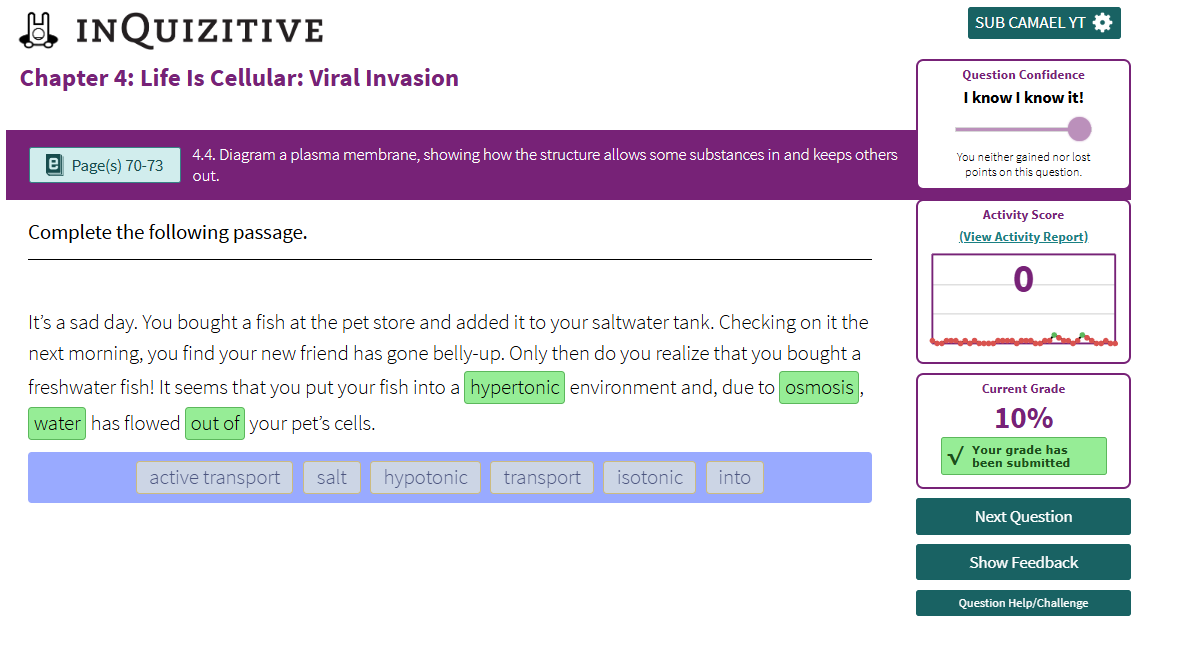 INQUIZITIVE
SUB CAMAEL YT
Chapter 4: Life Is Cellular: Viral Invasion
Question Confidence
I know I know it!
You neither gained nor lost
points on this question.
Page(s) 70-73
4.4. Diagram a plasma membrane, showing how the structure allows some substances in and keeps others
out.
Activity Score
(View Activity Report)
0
Complete the following passage.
It's a sad day. You bought a fish at the pet store and added it to your saltwater tank. Checking on it the
next morning, you find your new friend has gone belly-up. Only then do you realize that you bought a
freshwater fish! It seems that you put your fish into a hypertonic environment and, due to osmosis,
water has flowed out of your pet's cells.
active transport salt hypotonic transport isotonic into
Current Grade
10%
√ Your grade has
been submitted
Next Question
Show Feedback
Question Help/Challenge